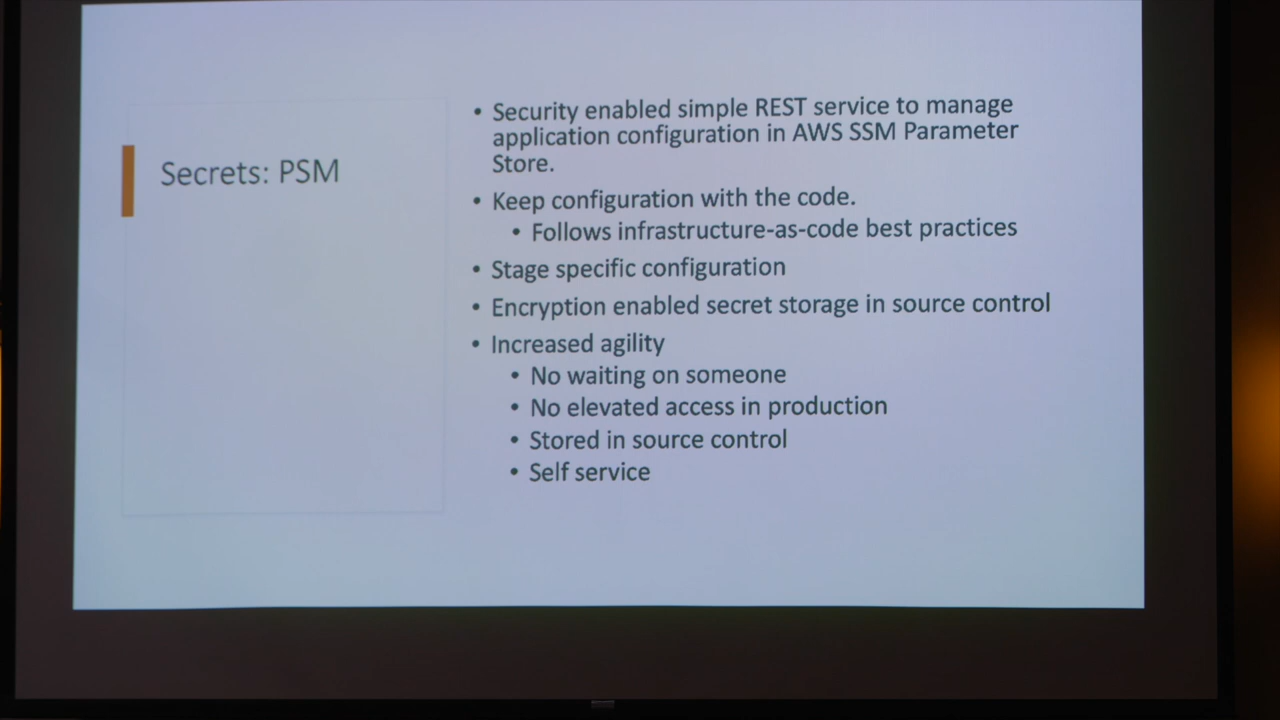 Secrets: PSM
• Security enabled simple REST service to manage
application configuration in AWS SSM Parameter
Store.
• Keep configuration with the code.
• Follows infrastructure-as-code best practices
• Stage specific configuration
• Encryption enabled secret storage in source control
• Increased agility
• No waiting on someone
• No elevated access in production
• Stored in source control
• Self service